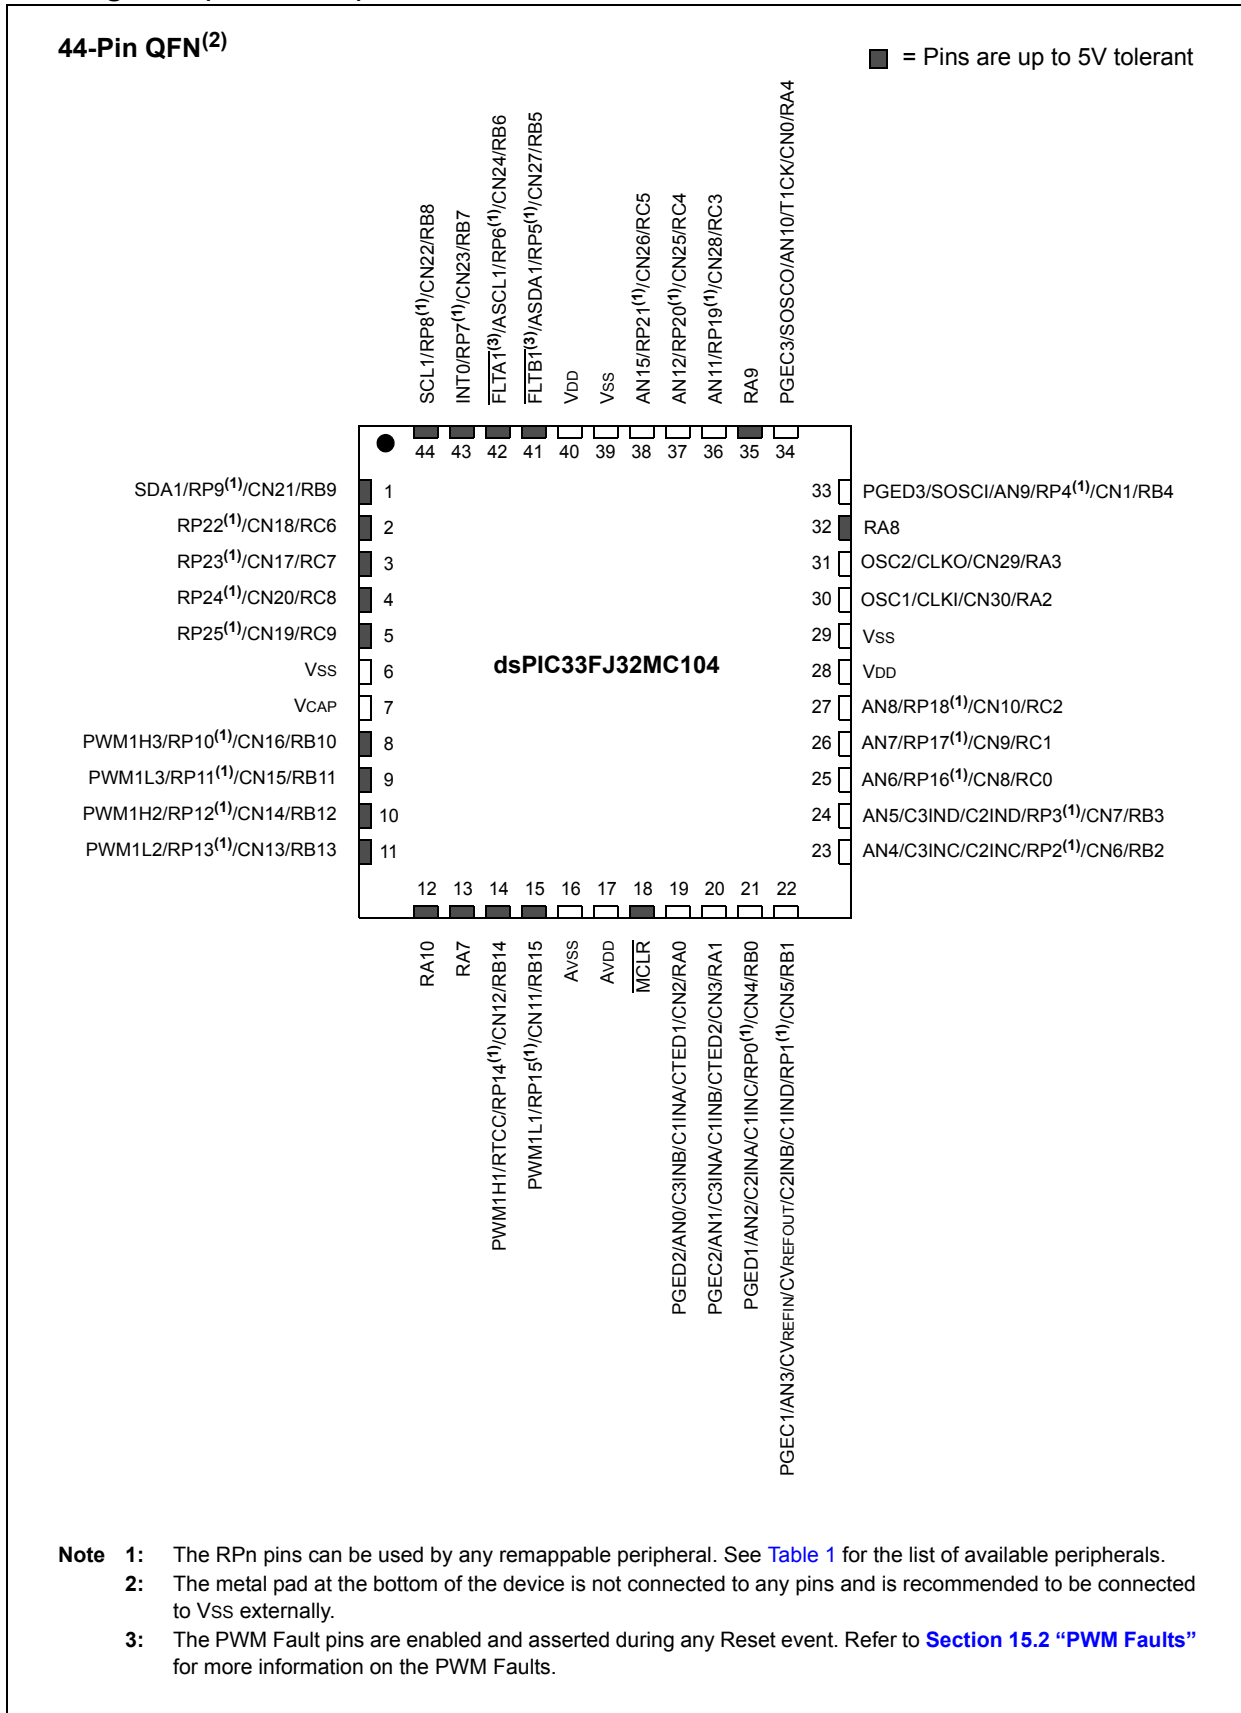 44-Pin QFN(2)
= Pins are up to 5V tolerant
SCL1/RP8(1)/CN22/RB8
INT0/RP7(1)/CN23/RB7
FLTA1(3)/ASCL1/RP6(1)/CN24/RB6
FLTB1(3)/ASDA1/RP5(1)/CN27/RB5
VDD
VSS
AN15/RP21(1)/CN26/RC5
AN12/RP20(1)/CN25/RC4
AN11/RP19(1)/CN28/RC3
RA9
PGEC3/SOSCO/AN10/T1CK/CN0/RA4
44 43 42 41 40 39 38 37 36 35 34
SDA1/RP9(1)/CN21/RB9 1
RP22(1)/CN18/RC6 2
RP23(1)/CN17/RC7 3
RP24(1)/CN20/RC8 4
RP25(1)/CN19/RC9 5
VSS 6
VCAP 7
PWM1H3/RP10(1)/CN16/RB10 8
PWM1L3/RP11(1)/CN15/RB11 9
PWM1H2/RP12(1)/CN14/RB12 10
PWM1L2/RP13(1)/CN13/RB13 11
dsPIC33FJ32MC104
33 PGED3/SOSCI/AN9/RP4(1)/CN1/RB4
32 RA8
31 OSC2/CLKO/CN29/RA3
30 OSC1/CLKI/CN30/RA2
29 VSS
28 VDD
27 AN8/RP18(1)/CN10/RC2
26 AN7/RP17(1)/CN9/RC1
25 AN6/RP16(1)/CN8/RC0
24 AN5/C3IND/C2IND/RP3(1)/CN7/RB3
23 AN4/C3INC/C2INC/RP2(1)/CN6/RB2
12 13 14 15 16 17 18 19 20 21 22
RA10
RA7
PWM1H1/RTCC/RP14(1)/CN12/RB14
PWM1L1/RP15(1)/CN11/RB15
AVSS
AVDD
MCLR
PGED2/AN0/C3INB/C1INA/CTED1/CN2/RA0
PGEC2/AN1/C3INA/C1INB/CTED2/CN3/RA1
PGED1/AN2/C2INA/C1INC/RP0(1)/CN4/RB0
PGEC1/AN3/CVREFIN/CVREFOUT/C2INB/C1IND/RP1(1)/CN5/RB1
Note 1: The RPn pins can be used by any remappable peripheral. See Table 1 for the list of available peripherals.
2: The metal pad at the bottom of the device is not connected to any pins and is recommended to be connected
to VSS externally.
3: The PWM Fault pins are enabled and asserted during any Reset event. Refer to Section 15.2 “PWM Faults”
for more information on the PWM Faults.